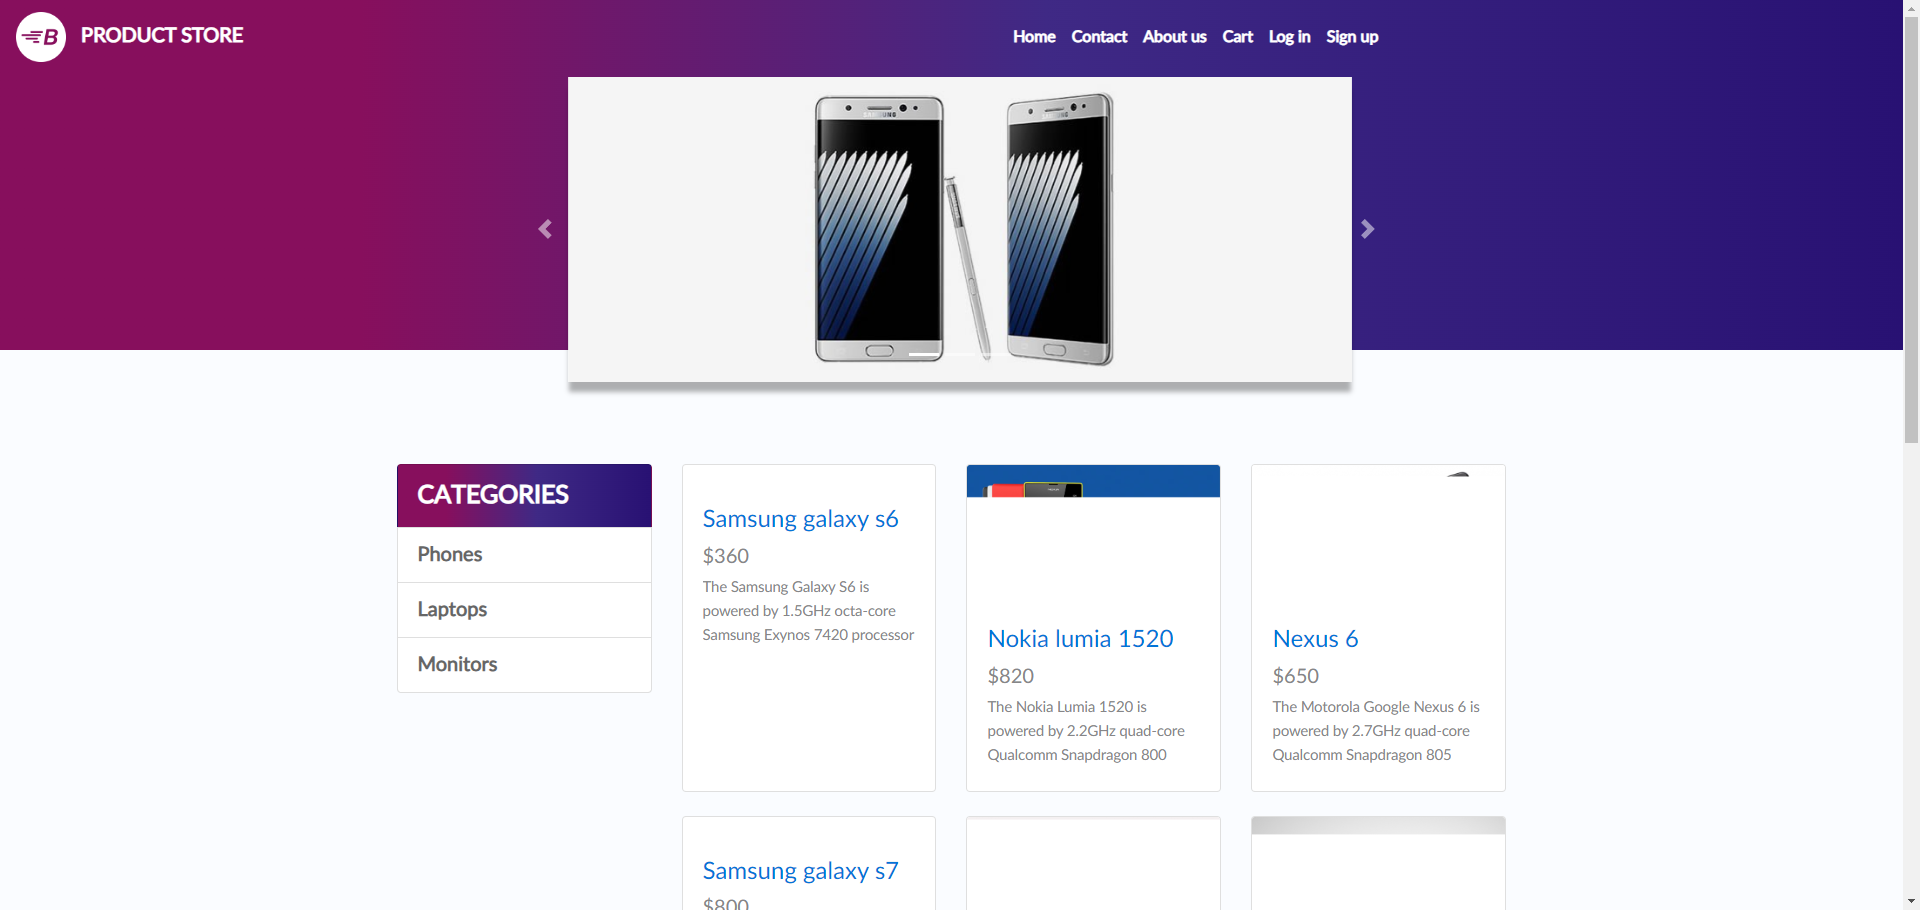 B PRODUCT STORE
Home Contact About us Cart Log in Sign up
SAMSUNG
CATEGORIES
Phones
Laptops
Monitors
Samsung galaxy s6
$360
The Samsung Galaxy S6 is
powered by 1.5GHz octa-core
Samsung Exynos 7420 processor
Nokia lumia 1520
$820
The Nokia Lumia 1520 is
powered by 2.2GHz quad-core
Qualcomm Snapdragon 800
Nexus 6
$650
The Motorola Google Nexus 6 is
powered by 2.7GHz quad-core
Qualcomm Snapdragon 805
Samsung galaxy s7
$800